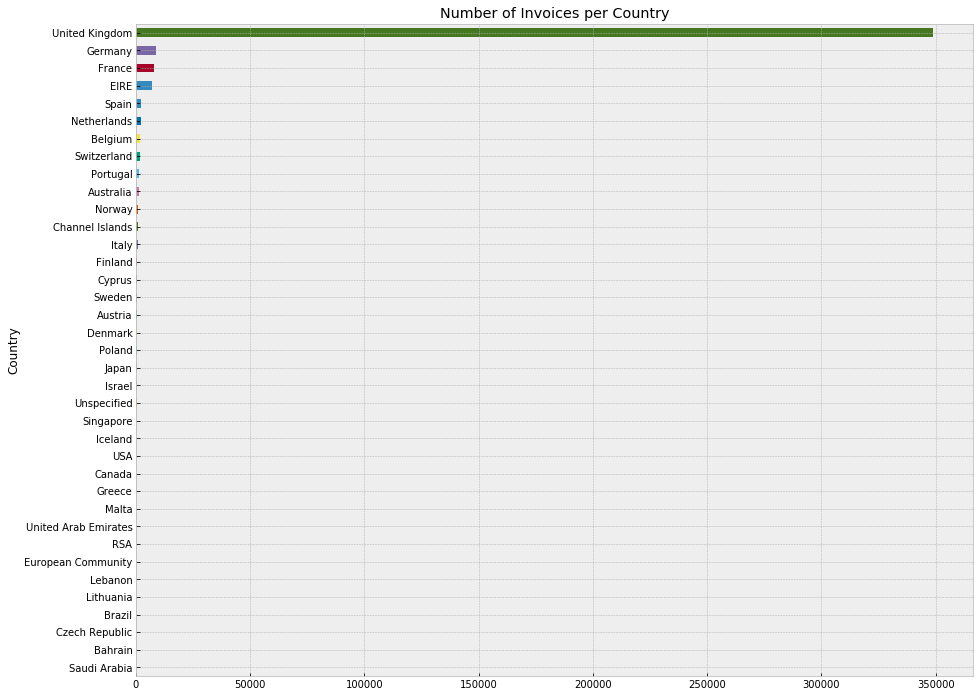 Number of Invoices per Country
Country
United Kingdom
Germany
France
EIRE
Spain
Netherlands
Belgium
Switzerland
Portugal
Australia
Norway
Channel Islands
Italy
Finland
Cyprus
Sweden
Austria
Denmark
Poland
Japan
Israel
Unspecified
Singapore
Iceland
USA
Canada
Greece
Malta
United Arab Emirates
RSA
European Community
Lebanon
Lithuania
Brazil
Czech Republic
Bahrain
Saudi Arabia
0 50000 100000 150000 200000 250000 300000 350000